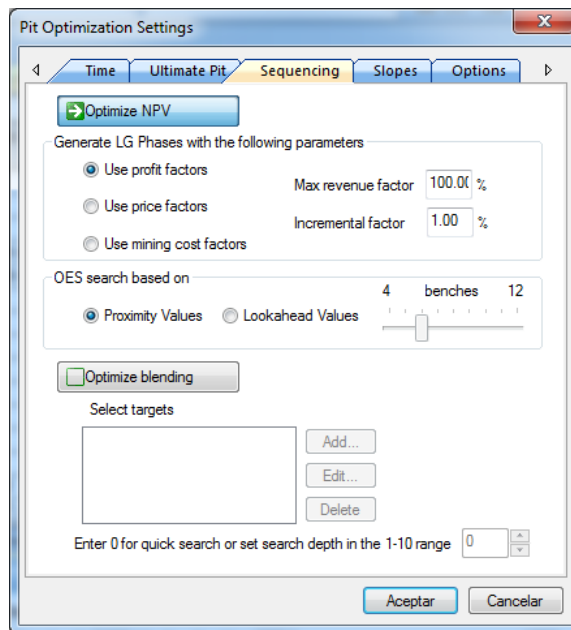 Pit Optimization Settings
Time Ultimate Pit Sequencing Slopes Options
Optimize NPV
Generate LG Phases with the following parameters
Use profit factors
Max revenue factor 100.00 %
Use price factors
Incremental factor 1.00 %
Use mining cost factors
OES search based on
4 benches 12
Proximity Values Lookahead Values
Optimize blending
Select targets
Add...
Edit...
Delete
Enter 0 for quick search or set search depth in the 1-10 range 0
Aceptar Cancelar